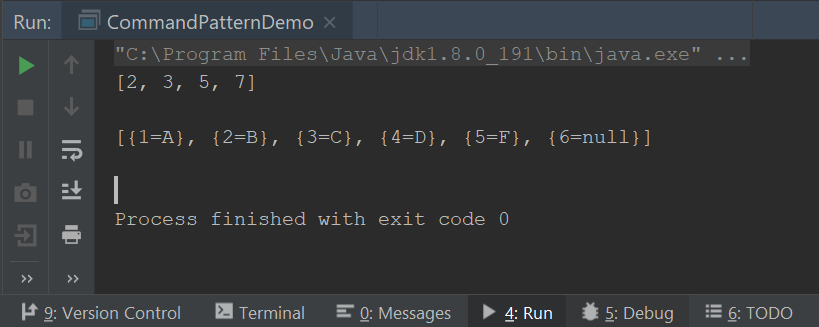 Run: CommandPatternDemo ×
"C:\Program Files\Java\jdk1.8.0_191\bin\java.exe" ...
[2, 3, 5, 7]
[{1=A}, {2=B}, {3=C}, {4=D}, {5=F}, {6=null}]
Process finished with exit code 0
9: Version Control Terminal 0: Messages 4: Run 5: Debug 6: TODO